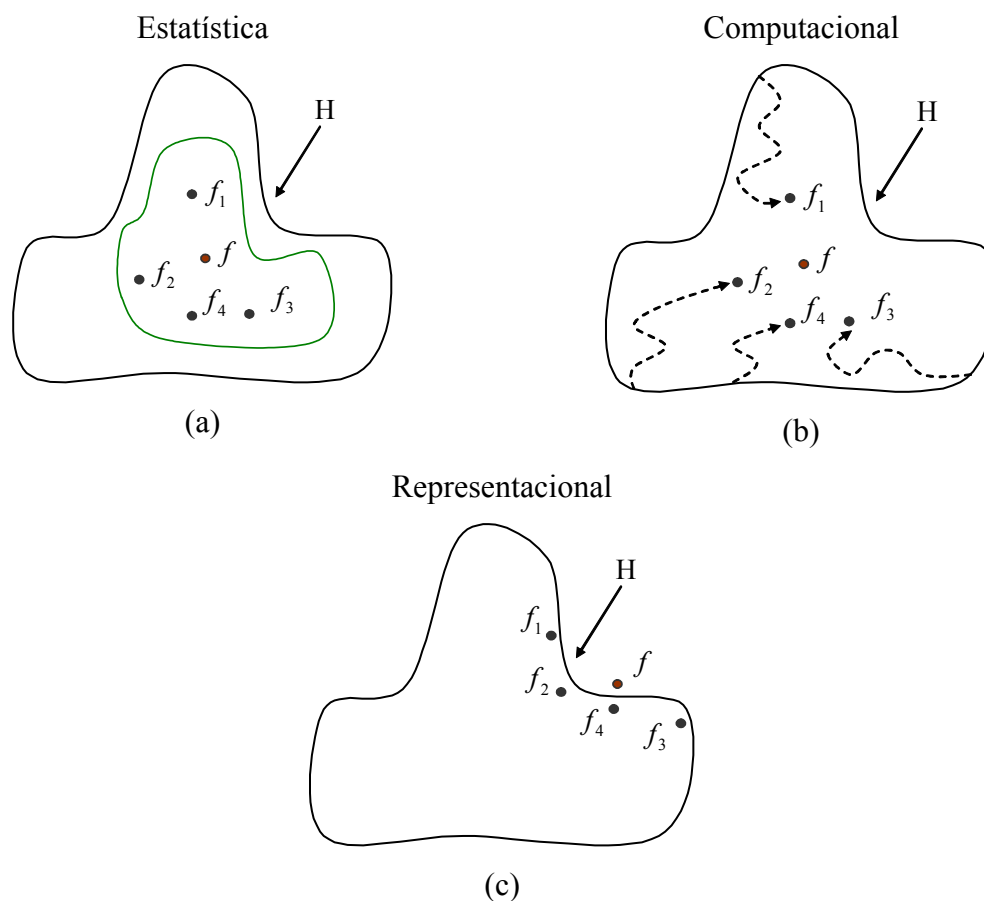 Estatística
H
f₁
f
f₂
f₄
f₃
(a)
Computacional
H
f₁
f
f₂
f₄
f₃
(b)
Representacional
H
f₁
f
f₂
f₄
f₃
(c)